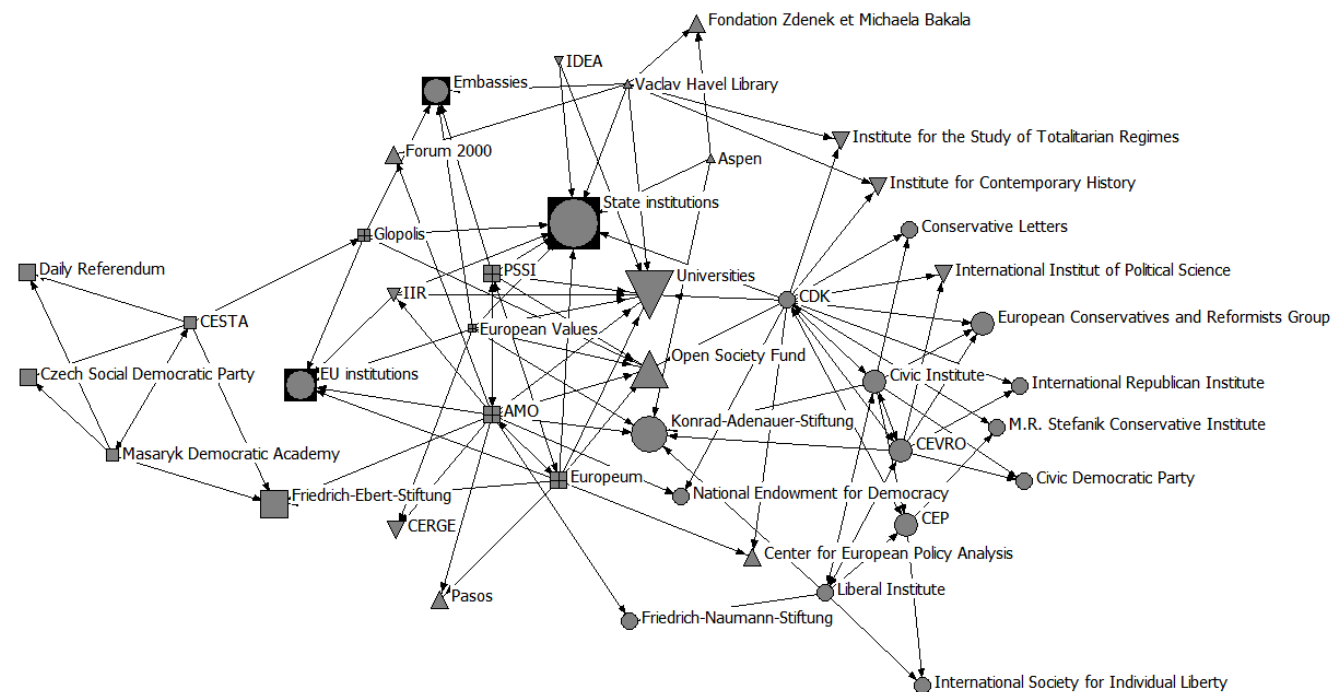 Fondation Zdenek et Michaela Bakala
IDEA
Embassies
Vaclav Havel Library
Institute for the Study of Totalitarian Regimes
Forum 2000
Aspen
Institute for Contemporary History
State institutions
Conservative Letters
Glopolis
Daily Referendum
PSSI
Universities
International Institut of Political Science
IIR
CDK
CESTA
European Values
European Conservatives and Reformists Group
Open Society Fund
Czech Social Democratic Party
EU institutions
Civic Institute
International Republican Institute
AMO
Konrad-Adenauer-Stiftung
M.R. Stefanik Conservative Institute
CEVRO
Masaryk Democratic Academy
Europeum
Civic Democratic Party
Friedrich-Ebert-Stiftung
National Endowment for Democracy
CERGE
CEP
Center for European Policy Analysis
Pasos
Liberal Institute
Friedrich-Naumann-Stiftung
International Society for Individual Liberty